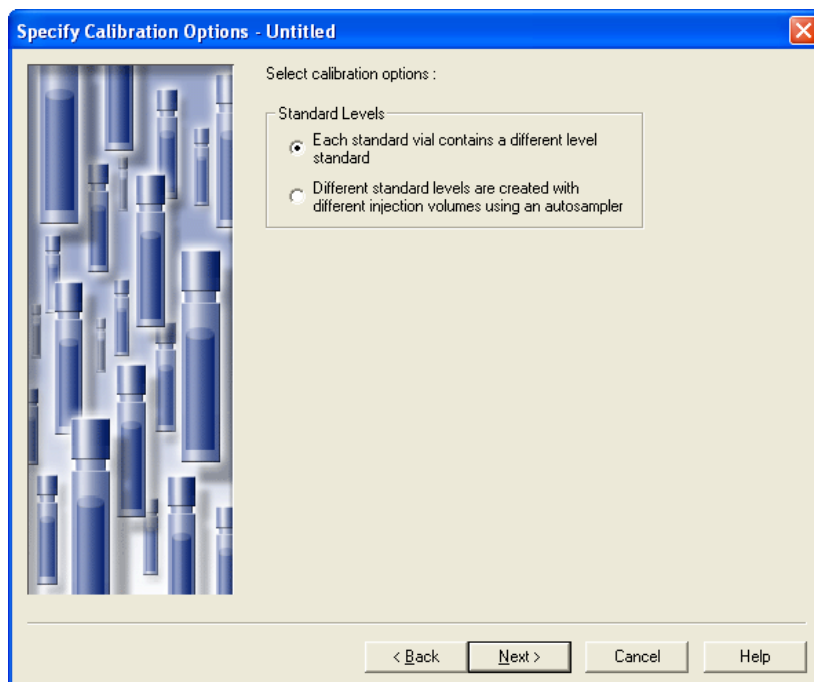 Specify Calibration Options - Untitled
Select calibration options :
Standard Levels
Each standard vial contains a different level
standard
Different standard levels are created with
different injection volumes using an autosampler
< Back
Next >
Cancel
Help